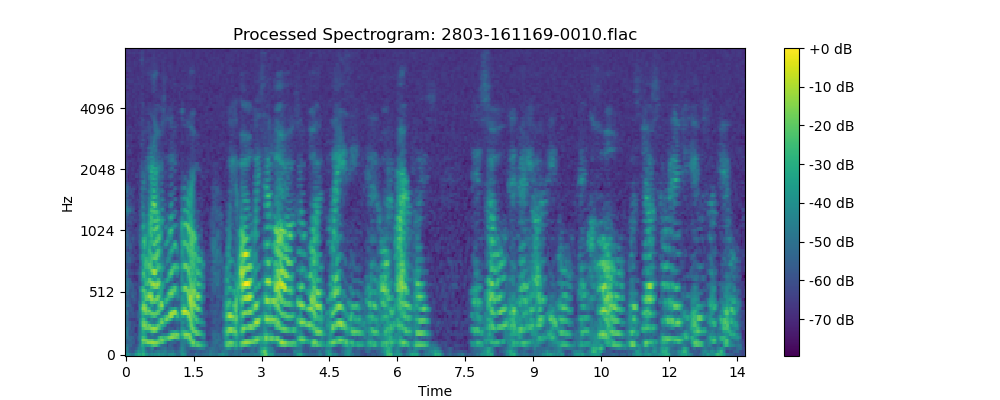 Processed Spectrogram: 2803-161169-0010.flac
+0 dB
-10 dB
-20 dB
-30 dB
-40 dB
-50 dB
-60 dB
-70 dB
Hz
4096
2048
1024
512
0
0 1.5 3 4.5 6 7.5 9 10 12 14
Time